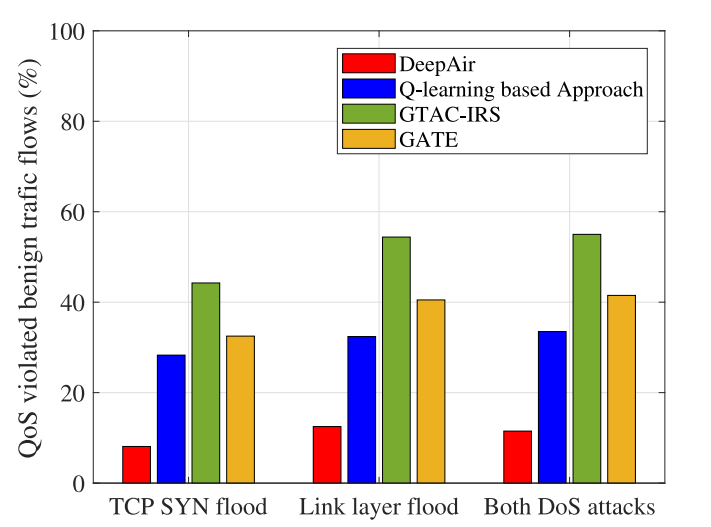 QoS violated benign trafic flows (%)
100
80
60
40
20
0
DeepAir
Q-learning based Approach
GTAC-IRS
GATE
TCP SYN flood
Link layer flood
Both DoS attacks